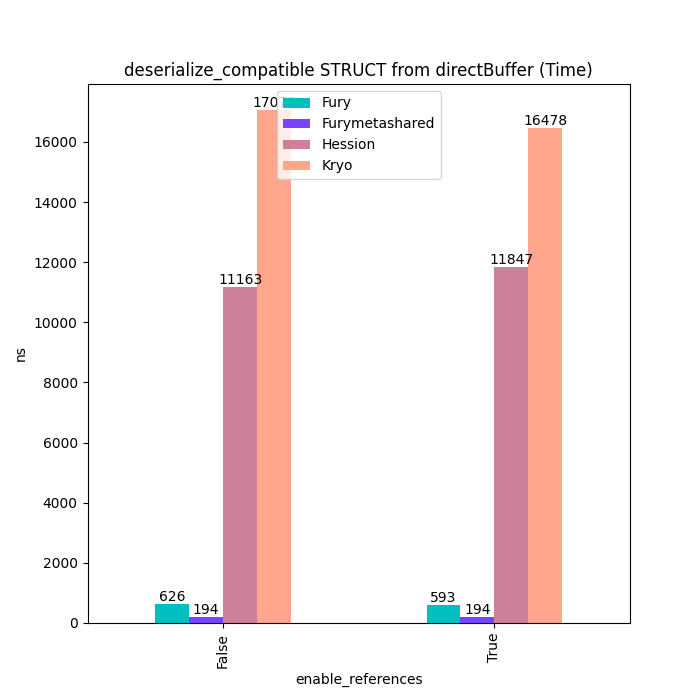 deserialize_compatible STRUCT from directBuffer (Time)
Fury
Furymetashared
Hession
Kryo
16478
11847
11163
626
194
593
194
16000
14000
12000
10000
8000
6000
4000
2000
0
ns
False
True
enable_references